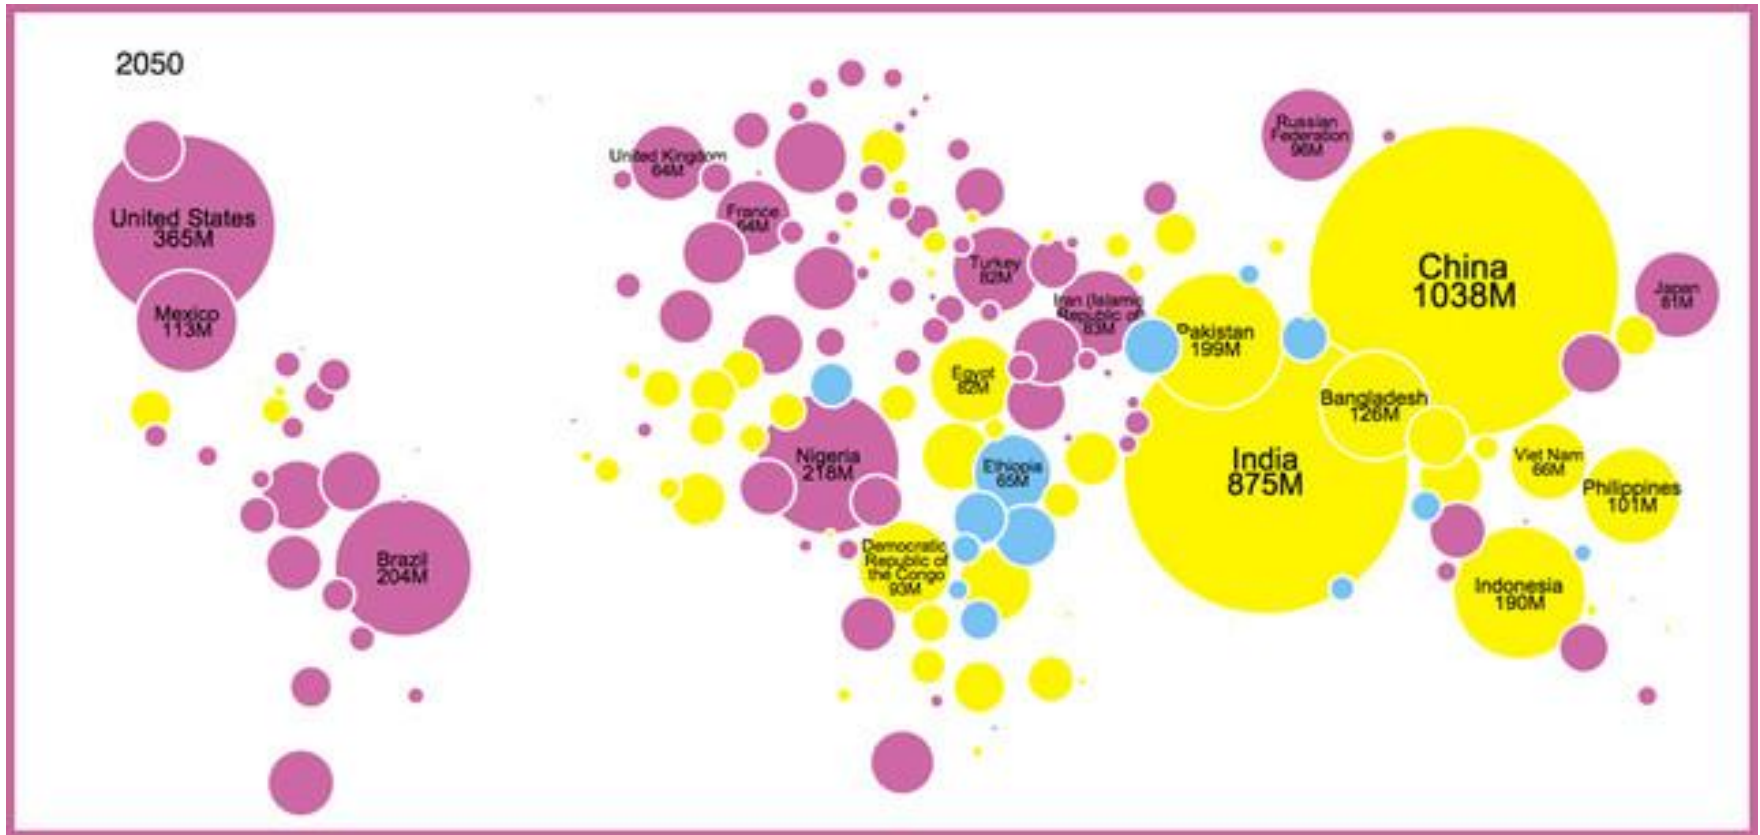 2050
United States
365M
Mexico
113M
Brazil
204M
United Kingdom
64M
France
64M
Turkey
82M
Iran (Islamic
Republic of
83M
Egypt
82M
Nigeria
218M
Ethiopia
65M
Democratic
Republic of
the Congo
93M
Russian
Federation
96M
China
1038M
Japan
81M
Pakistan
199M
Bangladesh
126M
India
875M
Viet Nam
66M
Philippines
101M
Indonesia
190M